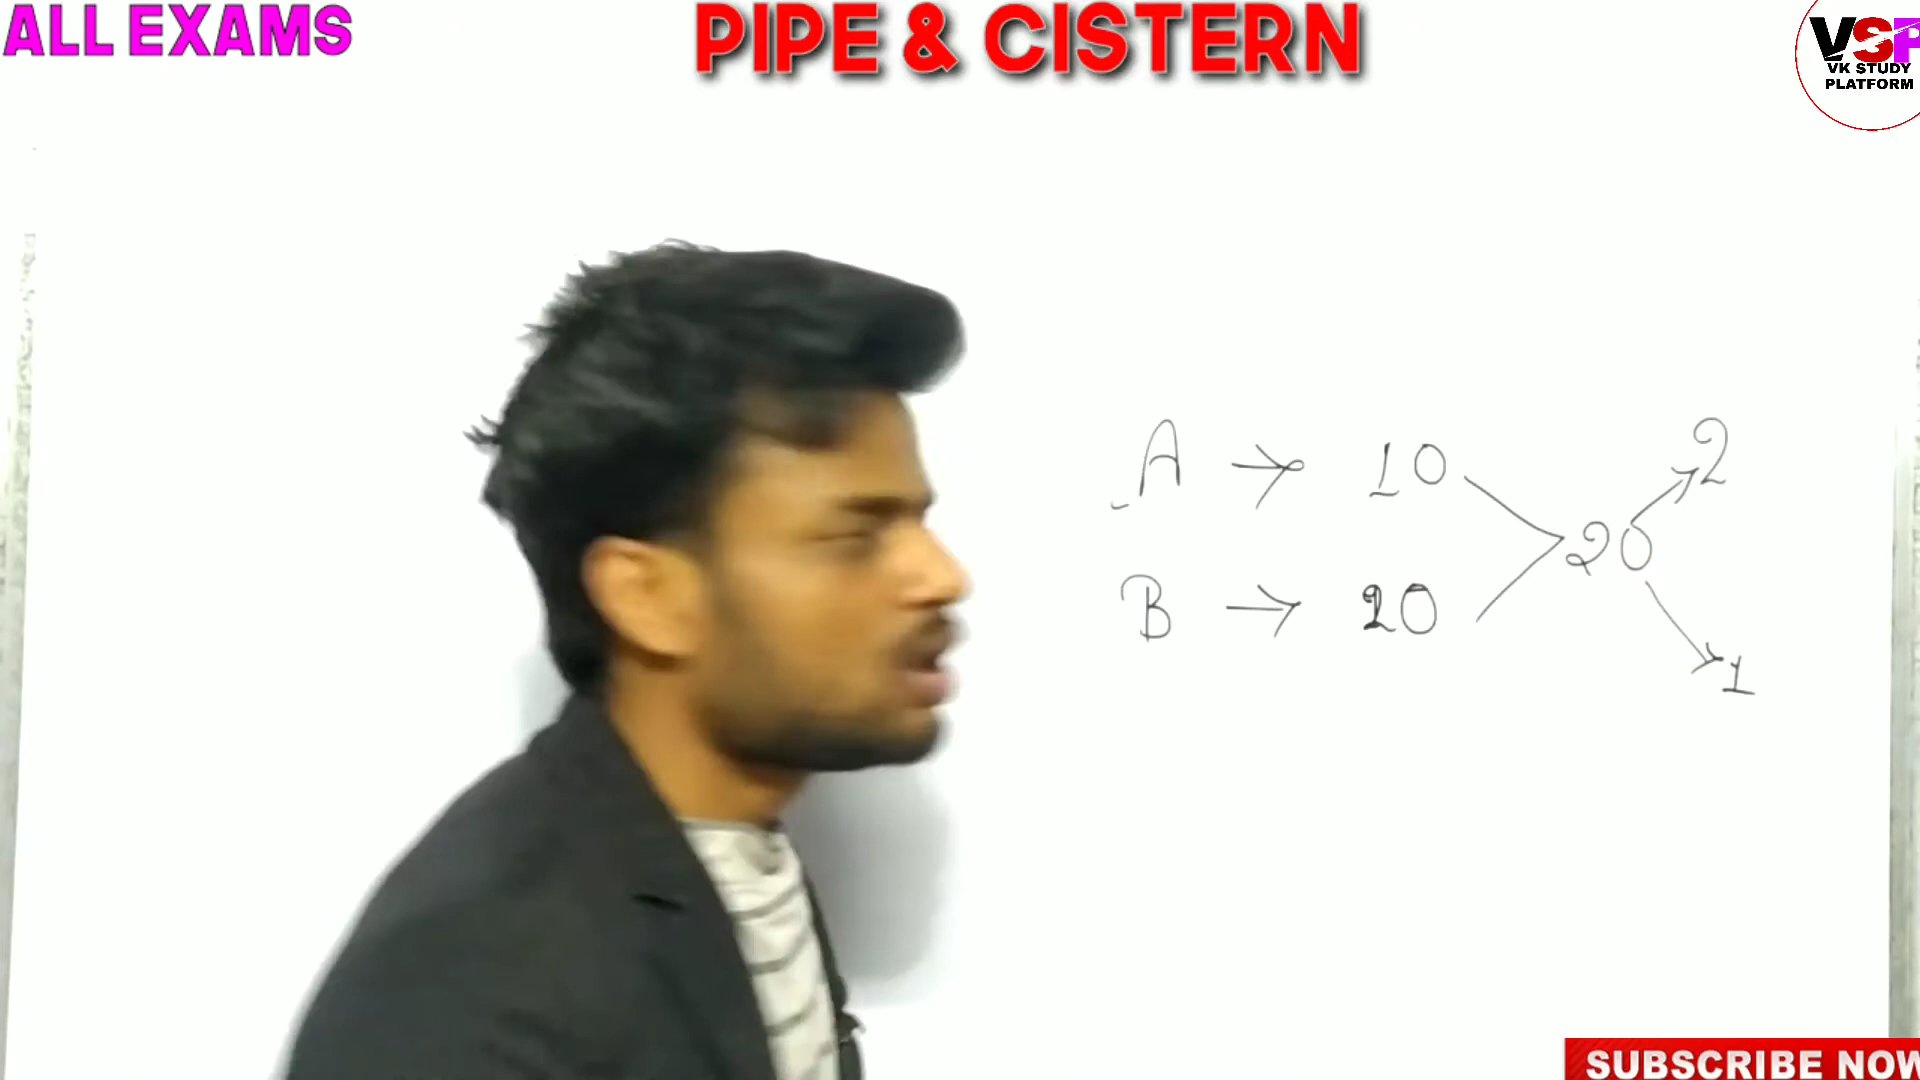 ALL EXAMS
PIPE & CISTERN
VSP
VK STUDY
PLATFORM
A → 10
B → 20
20
2
1
SUBSCRIBE NOW